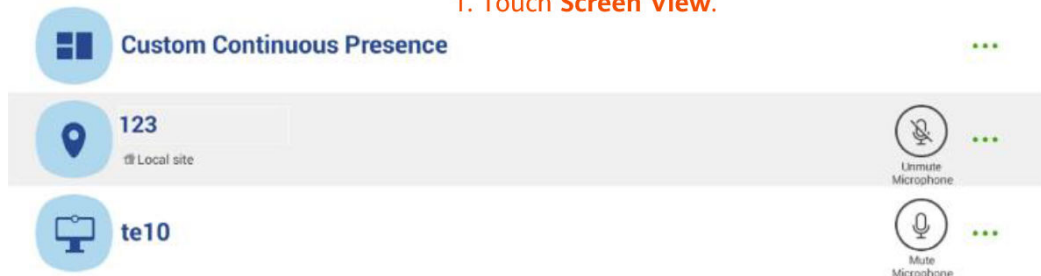 1. Touch Screen View.
Custom Continuous Presence
123
Local site
Unmute
Microphone
te10
Mute
Microphone